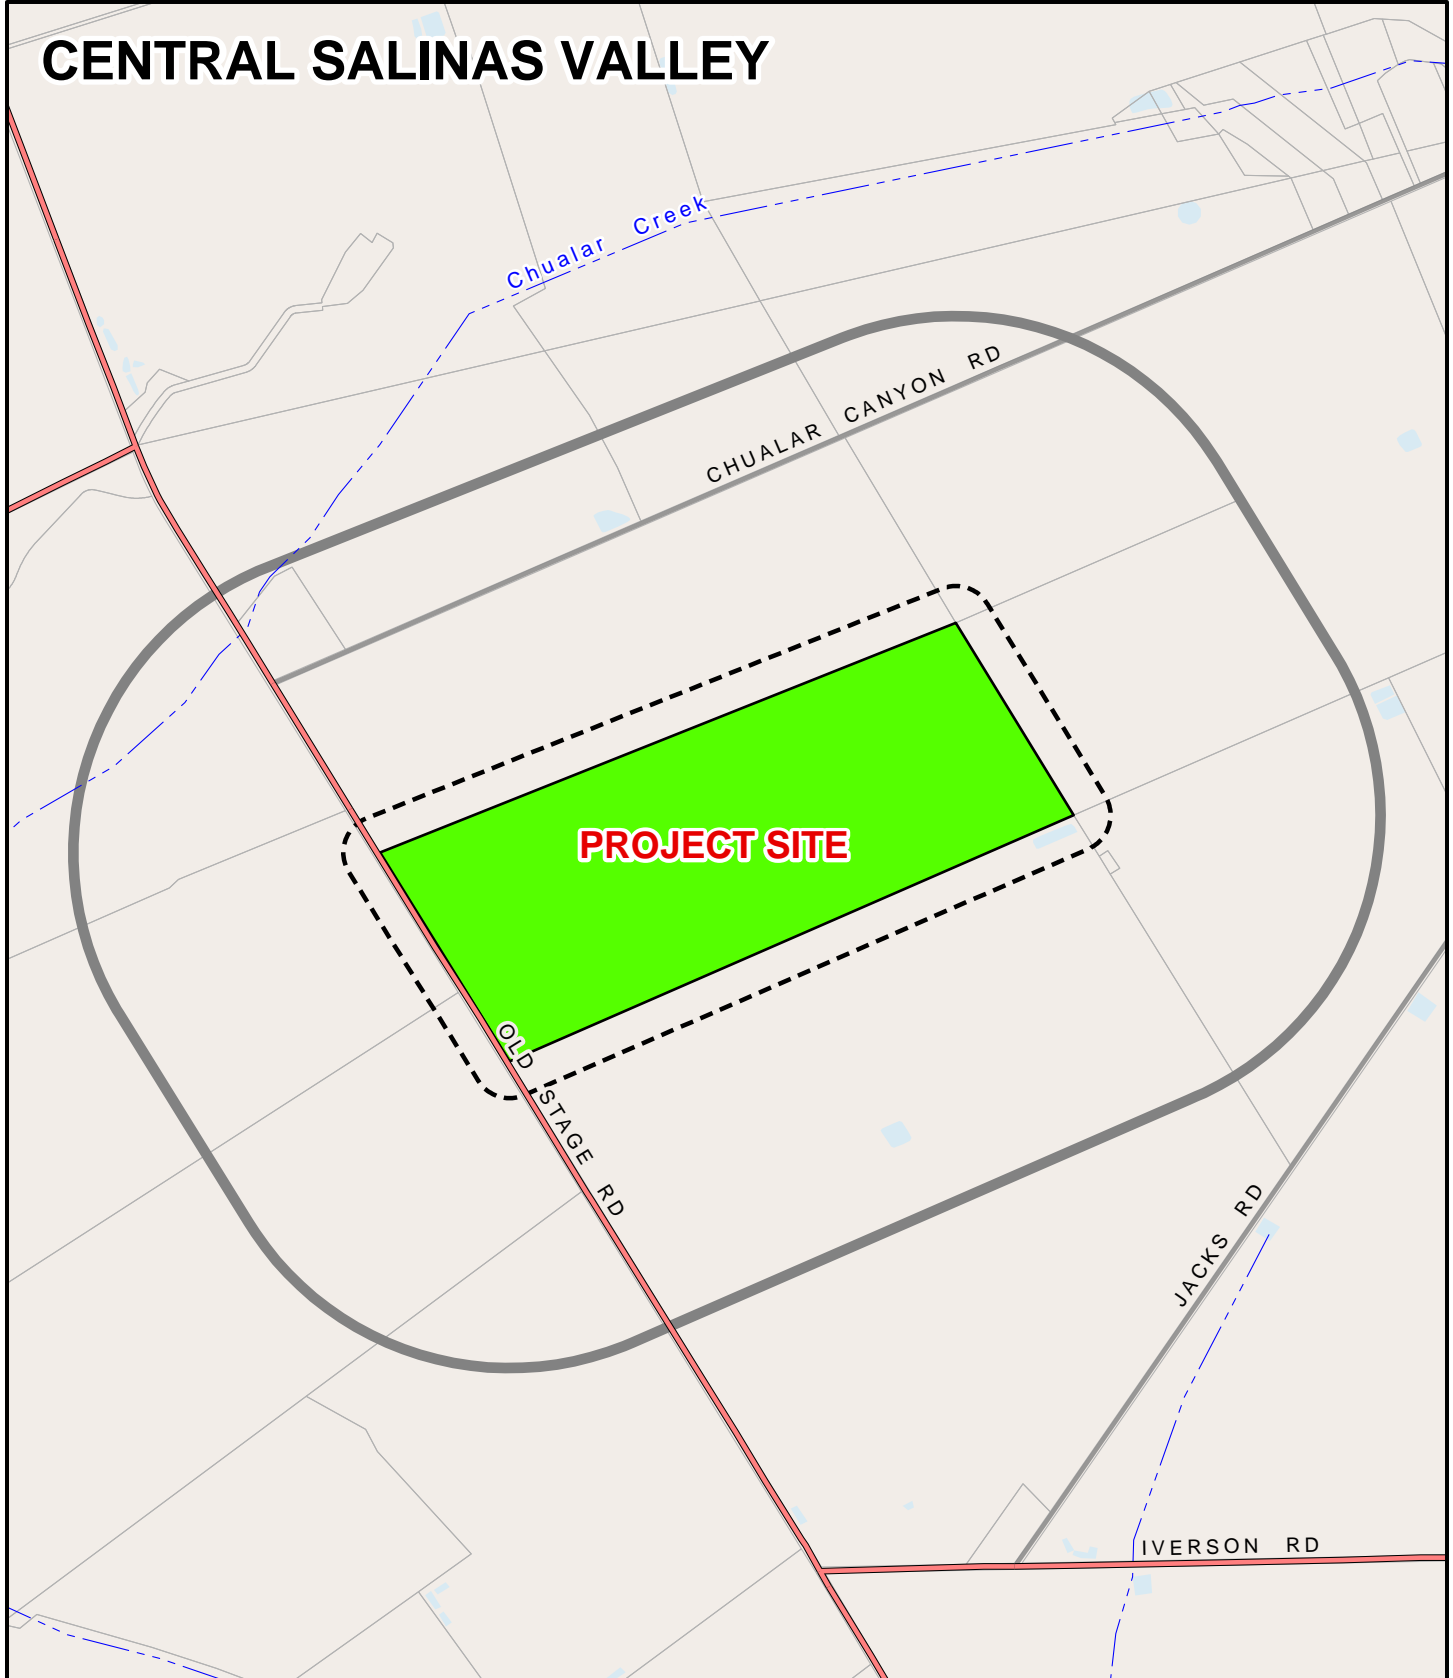 CENTRAL SALINAS VALLEY
Chualar Creek
CHUALAR CANYON RD
PROJECT SITE
OLD STAGE RD
JACKS RD
IVERSON RD